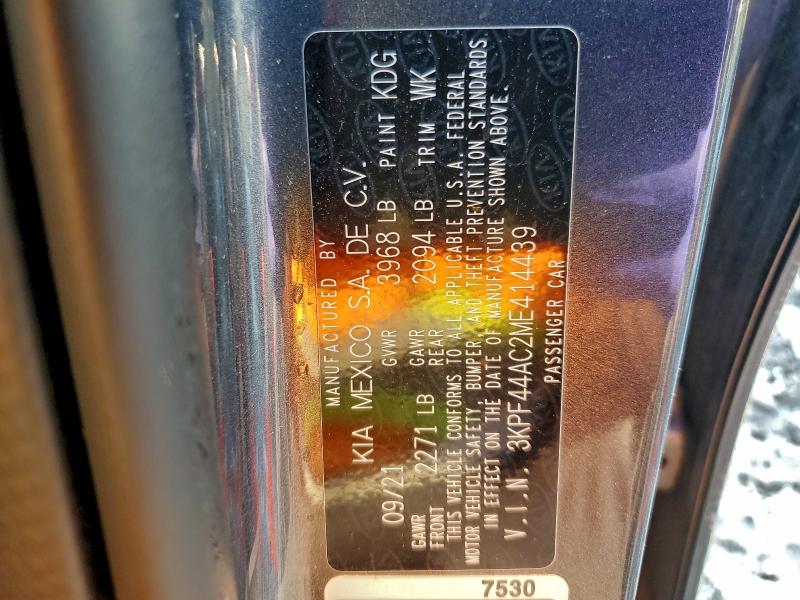 MANUFACTURED BY
KIA MEXICO S.A. DE C.V.
09/21 GVWR 3968 LB PAINT KDG
GAWR FRONT 2271 LB GAWR REAR 2094 LB TRIM WK
THIS VEHICLE CONFORMS TO ALL APPLICABLE U.S.A. FEDERAL
MOTOR VEHICLE SAFETY, BUMPER AND THEFT PREVENTION STANDARDS
IN EFFECT ON THE DATE OF MANUFACTURE SHOWN ABOVE.
V.I.N. 3KPF44AC2ME414439
PASSENGER CAR
7530